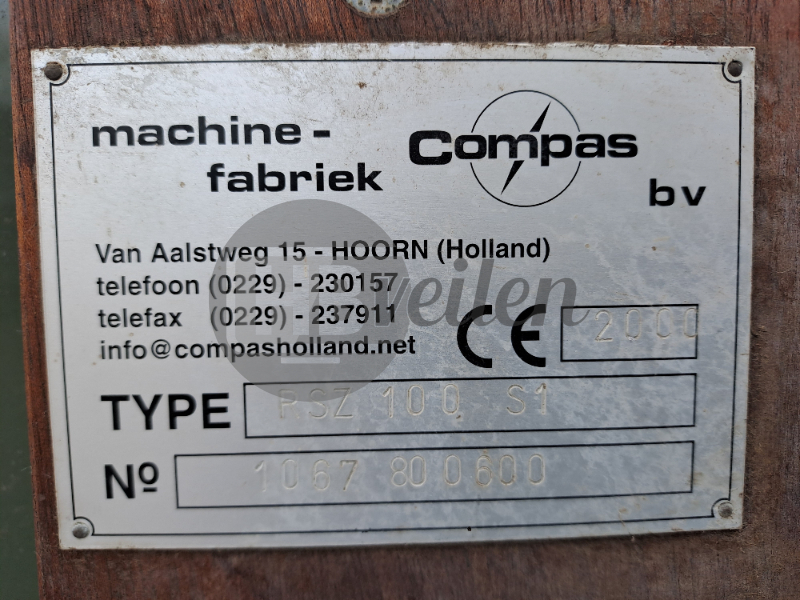 machine-
fabriek
Compas
bv
Van Aalstweg 15 - HOORN (Holland)
telefoon (0229) - 230157
telefax (0229) - 237911
info@compasholland.net
CE 2000
TYPE PSZ 100 S1
Nº 1067 800600
veilen